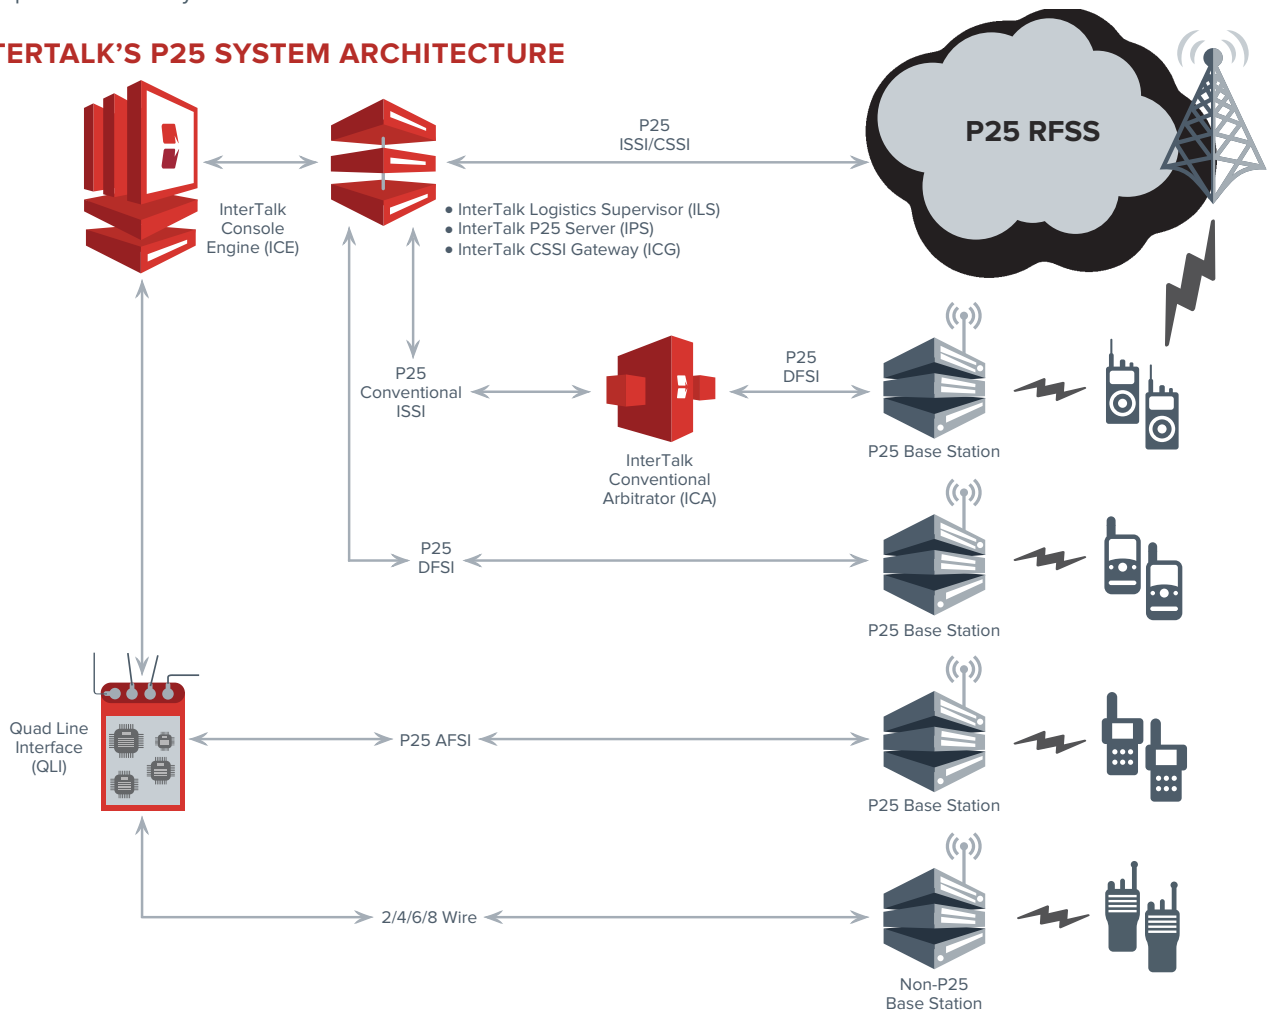 TERTALK'S P25 SYSTEM ARCHITECTURE
P25
ISSI/CSSI
P25 RFSS
InterTalk
Console
Engine (ICE)
● InterTalk Logistics Supervisor (ILS)
● InterTalk P25 Server (IPS)
● InterTalk CSSI Gateway (ICG)
P25
Conventional
ISSI
P25
DFSI
InterTalk
Conventional
Arbitrator (ICA)
P25 Base Station
P25
DFSI
P25 Base Station
Quad Line
Interface
(QLI)
P25 AFSI
P25 Base Station
2/4/6/8 Wire
Non-P25
Base Station